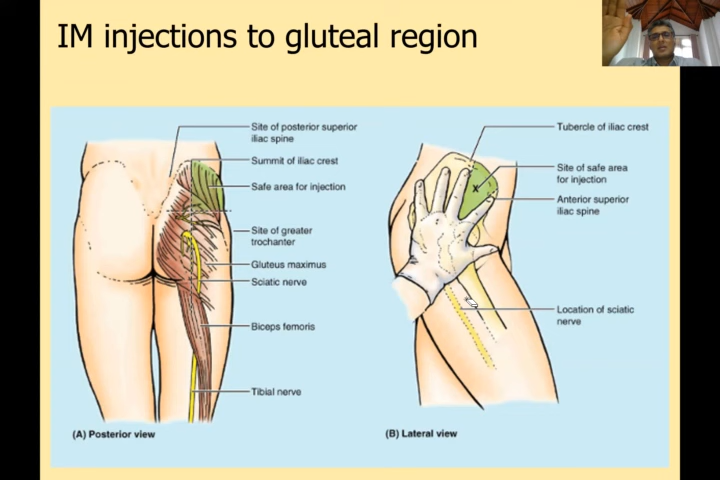 IM injections to gluteal region
Site of posterior superior
iliac spine
Summit of iliac crest
Safe area for injection
Site of greater
trochanter
Gluteus maximus
Sciatic nerve
Biceps femoris
Tibial nerve
(A) Posterior view
Tubercle of iliac crest
Site of safe area
for injection
Anterior superior
iliac spine
X
Location of sciatic
nerve
(B) Lateral view